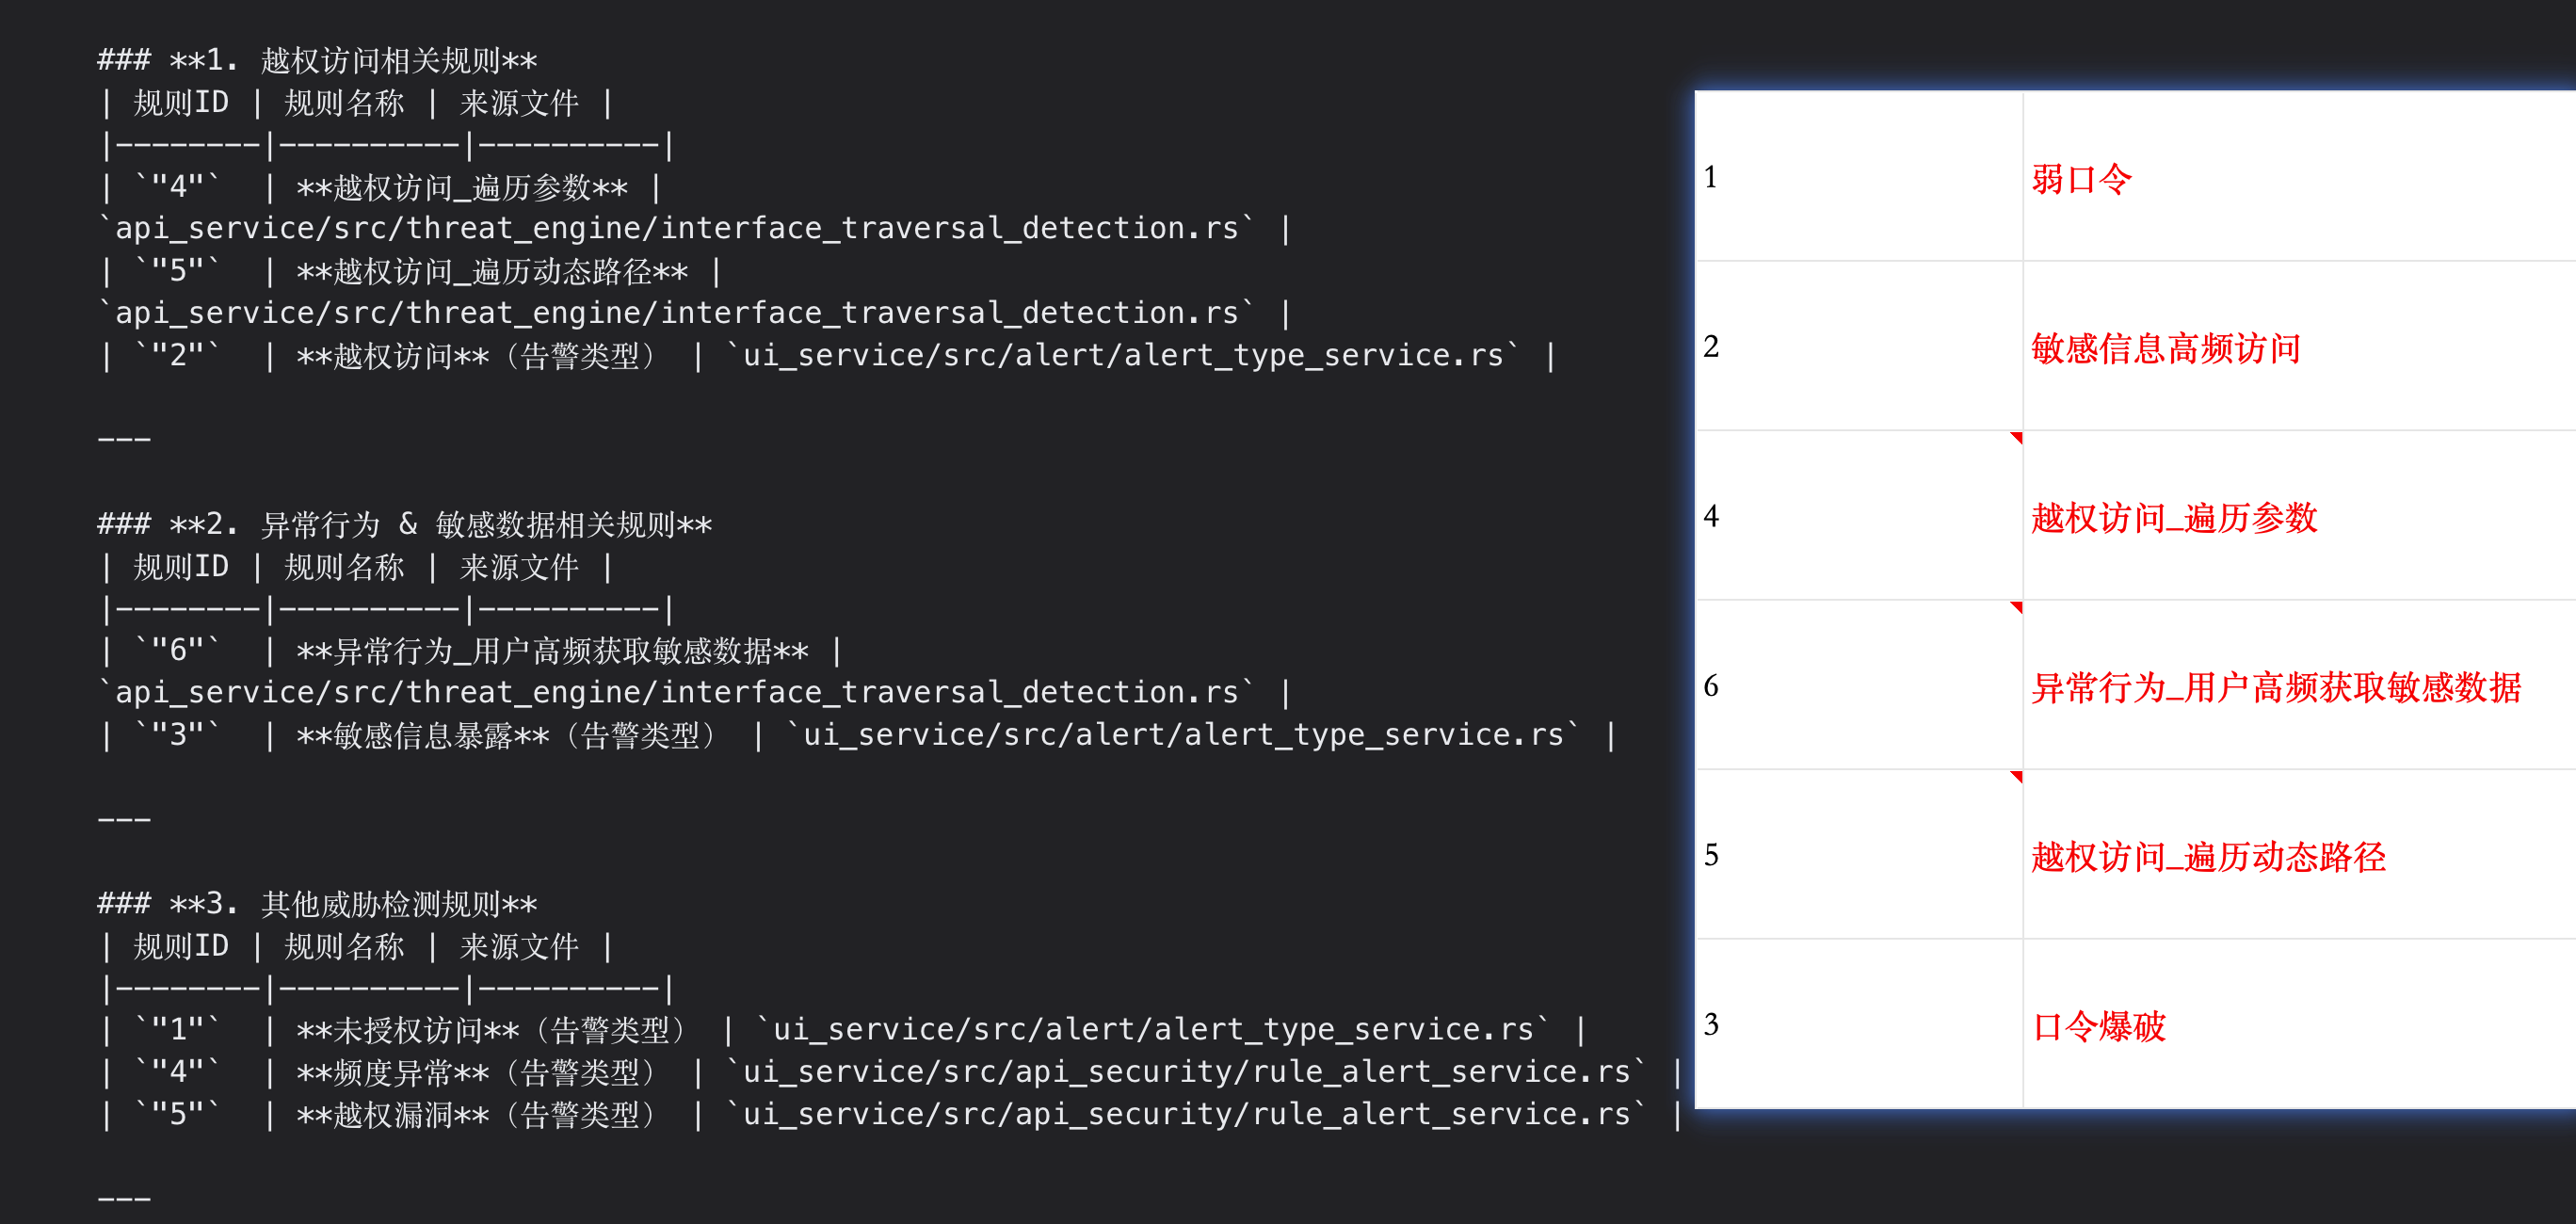 ### **1. 越权访问相关规则**
| 规则ID | 规则名称 | 来源文件 |
|--------|----------|----------|
| `"4"` | **越权访问_遍历参数** |
`api_service/src/threat_engine/interface_traversal_detection.rs` |
| `"5"` | **越权访问_遍历动态路径** |
`api_service/src/threat_engine/interface_traversal_detection.rs` |
| `"2"` | **越权访问**（告警类型） | `ui_service/src/alert/alert_type_service.rs` |
---
### **2. 异常行为 & 敏感数据相关规则**
| 规则ID | 规则名称 | 来源文件 |
|--------|----------|----------|
| `"6"` | **异常行为_用户高频获取敏感数据** |
`api_service/src/threat_engine/interface_traversal_detection.rs` |
| `"3"` | **敏感信息暴露**（告警类型） | `ui_service/src/alert/alert_type_service.rs` |
---
### **3. 其他威胁检测规则**
| 规则ID | 规则名称 | 来源文件 |
|--------|----------|----------|
| `"1"` | **未授权访问**（告警类型） | `ui_service/src/alert/alert_type_service.rs` |
| `"4"` | **频度异常**（告警类型） | `ui_service/src/api_security/rule_alert_service.rs` |
| `"5"` | **越权漏洞**（告警类型） | `ui_service/src/api_security/rule_alert_service.rs` |
---
1 弱口令
2 敏感信息高频访问
4 越权访问_遍历参数
6 异常行为_用户高频获取敏感数据
5 越权访问_遍历动态路径
3 口令爆破